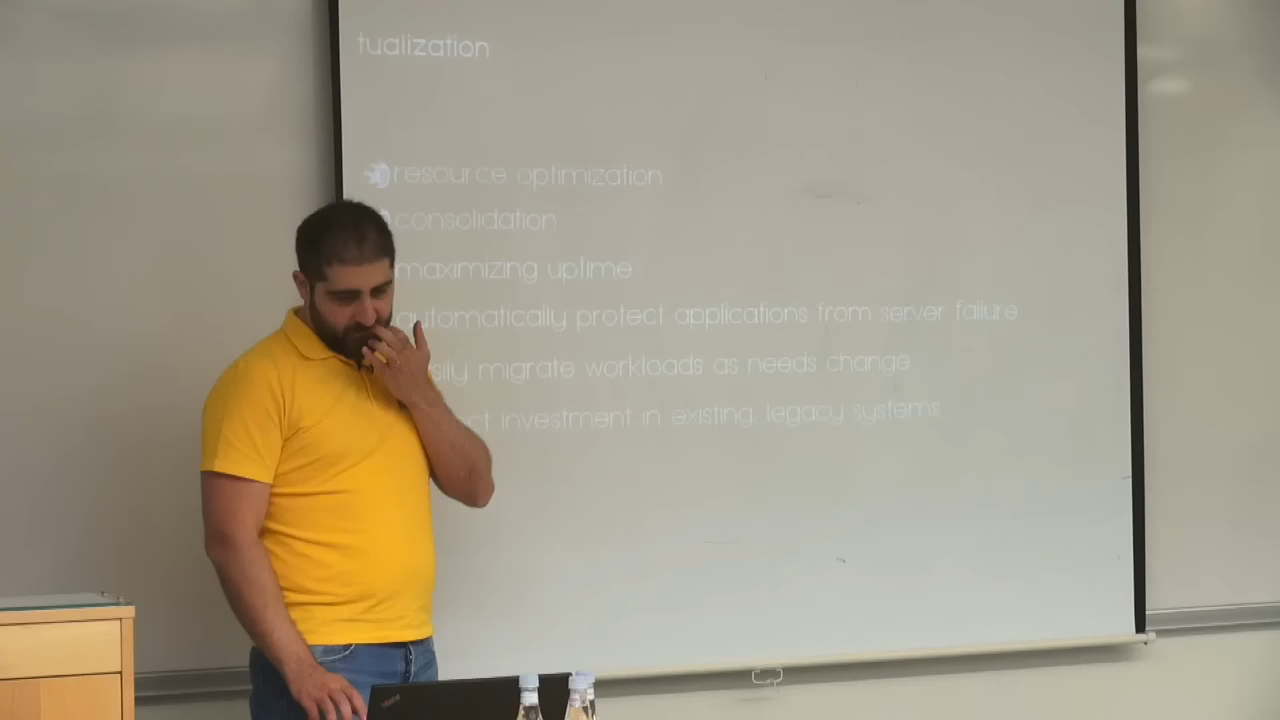 tualization
resource optimization
consolidation
maximizing uptime
automatically protect applications from server failure
sily migrate workloads as needs change
ect investment in existing, legacy systems